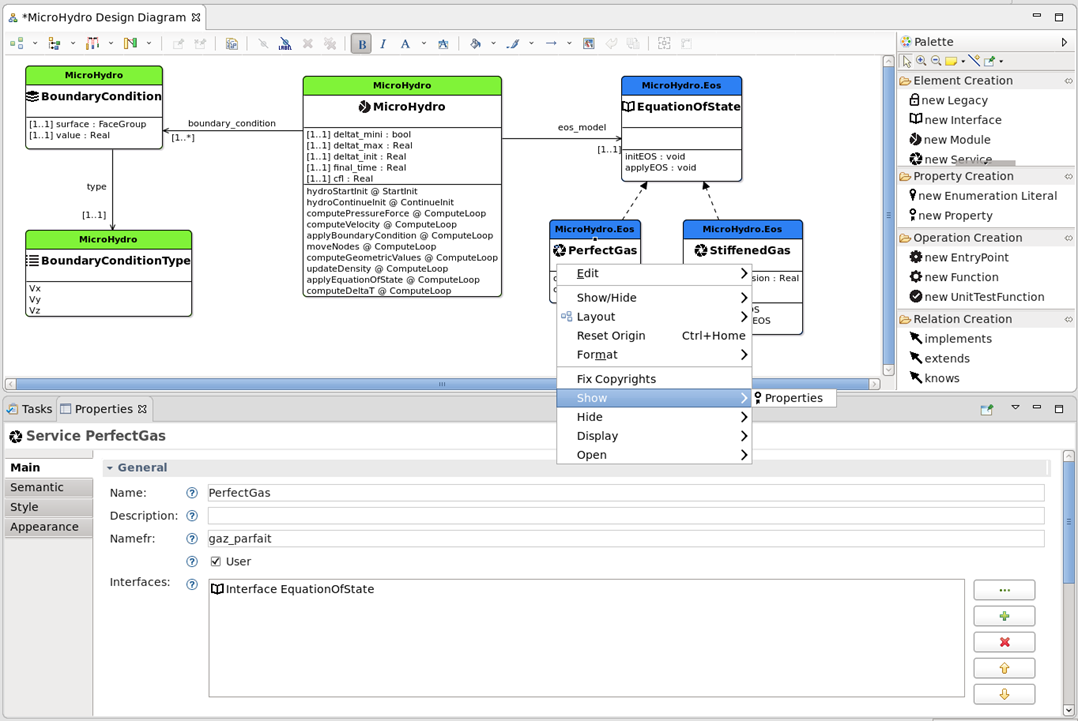 *MicroHydro Design Diagram
LABEL
B I A A
MicroHydro
BoundaryCondition
[1..1] surface : FaceGroup
[1..1] value : Real
boundary_condition
[1..*]
type
[1..1]
MicroHydro
BoundaryConditionType
Vx
Vy
Vz
MicroHydro
MicroHydro
[1..1] deltat_mini : bool
[1..1] deltat_max : Real
[1..1] deltat_init : Real
[1..1] final_time : Real
[1..1] cfl : Real
hydroStartInit @ StartInit
hydroContinueInit @ ContinueInit
computePressureForce @ ComputeLoop
computeVelocity @ ComputeLoop
applyBoundaryCondition @ ComputeLoop
moveNodes @ ComputeLoop
computeGeometricValues @ ComputeLoop
updateDensity @ ComputeLoop
applyEquationOfState @ ComputeLoop
computeDeltaT @ ComputeLoop
eos_model
[1..1]
MicroHydro.Eos
EquationOfState
initEOS : void
applyEOS : void
MicroHydro.Eos
PerfectGas
MicroHydro.Eos
StiffenedGas
sion : Real
OS
EOS
Edit
Show/Hide
Layout
Reset Origin Ctrl+Home
Format
Fix Copyrights
Show
Properties
Hide
Display
Open
Palette
Element Creation
new Legacy
new Interface
new Module
new Service
Property Creation
new Enumeration Literal
new Property
Operation Creation
new EntryPoint
new Function
new UnitTestFunction
Relation Creation
implements
extends
knows
Tasks
Properties
Service PerfectGas
Main
Semantic
Style
Appearance
General
Name: PerfectGas
Description:
Namefr: gaz_parfait
User
Interfaces: Interface EquationOfState
...